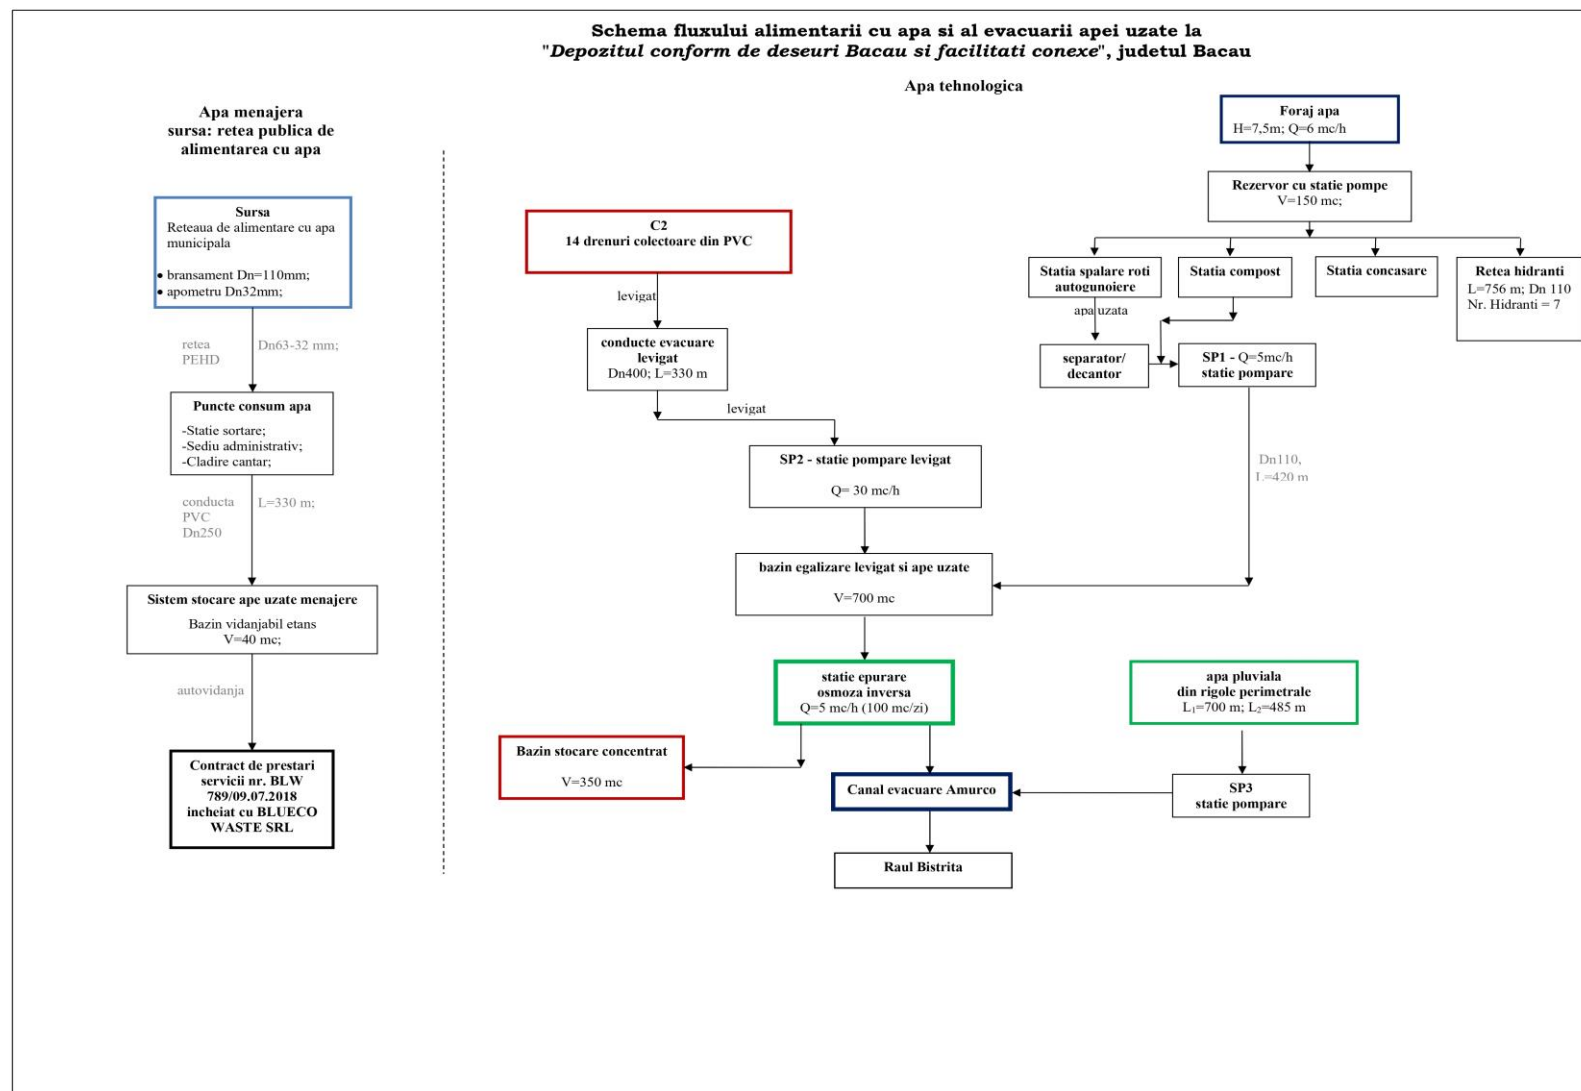 Schema fluxului alimentarii cu apa si al evacuarii apei uzate la
"Depozitul conform de deseuri Bacau si facilitati conexe", judetul Bacau
Apa menajera
sursa: retea publica de
alimentarea cu apa
Sursa
Reteaua de alimentare cu apa
municipala
• bransament Dn=110mm;
• apometru Dn32mm;
retea
PEHD
Dn63-32 mm;
Puncte consum apa
-Statie sortare;
-Sediu administrativ;
-Cladire cantar;
conducta
PVC
Dn250
L=330 m;
Sistem stocare ape uzate menajere
Bazin vidanjabil etans
V=40 mc;
autovidanja
Contract de prestari
servicii nr. BLW
789/09.07.2018
incheiat cu BLUECO
WASTE SRL
Apa tehnologica
Foraj apa
H=7,5m; Q=6 mc/h
Rezervor cu statie pompe
V=150 mc;
Statia spalare roti
autogunoiere
Statia compost
Statia concasare
Retea hidranti
L=756 m; Dn 110
Nr. Hidranti = 7
apa uzata
separator/
decantor
SP1 - Q=5mc/h
statie pompare
Dn110,
L=420 m
C2
14 drenuri colectoare din PVC
levigat
conducte evacuare
levigat
Dn400; L=330 m
levigat
SP2 - statie pompare levigat
Q= 30 mc/h
bazin egalizare levigat si ape uzate
V=700 mc
statie epurare
osmoza inversa
Q=5 mc/h (100 mc/zi)
apa pluviala
din rigole perimetrale
L₁=700 m; L₂=485 m
Bazin stocare concentrat
V=350 mc
Canal evacuare Amurco
SP3
statie pompare
Raul Bistrita